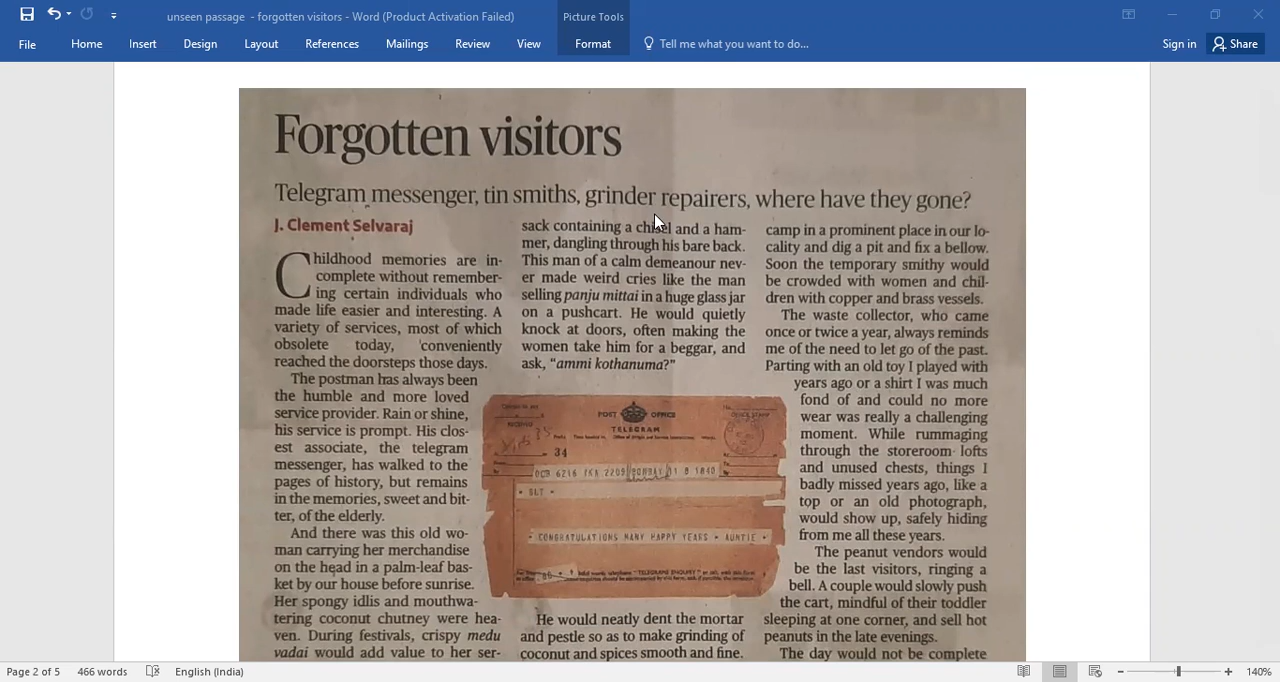 unseen passage - forgotten visitors - Word (Product Activation Failed)
Picture Tools
File
Home
Insert
Design
Layout
References
Mailings
Review
View
Format
Tell me what you want to do...
Sign in
Share
Forgotten visitors
Telegram messenger, tin smiths, grinder repairers, where have they gone?
J. Clement Selvaraj
Childhood memories are in-
complete without remember-
ing certain individuals who
made life easier and interesting. A
variety of services, most of which
obsolete today, conveniently
reached the doorsteps those days.
The postman has always been
the humble and more loved
service provider. Rain or shine,
his service is prompt. His clos-
est associate, the telegram
messenger, has walked to the
pages of history, but remains
in the memories, sweet and bit-
ter, of the elderly.
And there was this old wo-
man carrying her merchandise
on the head in a palm-leaf bas-
ket by our house before sunrise.
Her spongy idlis and mouthwa-
tering coconut chutney were hea-
ven. During festivals, crispy medu
vadai would add value to her ser-
sack containing a chisel and a ham-
mer, dangling through his bare back.
This man of a calm demeanour nev-
er made weird cries like the man
selling panju mittai in a huge glass jar
on a pushcart. He would quietly
knock at doors, often making the
women take him for a beggar, and
ask, “ammi kothanuma?”
POST OFFICE
TELEGRAM
34
BOMBAY
CONGRATULATIONS MANY HAPPY YEARS = AUNTIE
He would neatly dent the mortar
and pestle so as to make grinding of
coconut and spices smooth and fine.
camp in a prominent place in our lo-
cality and dig a pit and fix a bellow.
Soon the temporary smithy would
be crowded with women and chil-
dren with copper and brass vessels.
The waste collector, who came
once or twice a year, always reminds
me of the need to let go of the past.
Parting with an old toy I played with
years ago or a shirt I was much
fond of and could no more
wear was really a challenging
moment. While rummaging
through the storeroom lofts
and unused chests, things I
badly missed years ago, like a
top or an old photograph,
would show up, safely hiding
from me all these years.
The peanut vendors would
be the last visitors, ringing a
bell. A couple would slowly push
the cart, mindful of their toddler
sleeping at one corner, and sell hot
peanuts in the late evenings.
The day would not be complete
Page 2 of 5
466 words
English (India)
140%